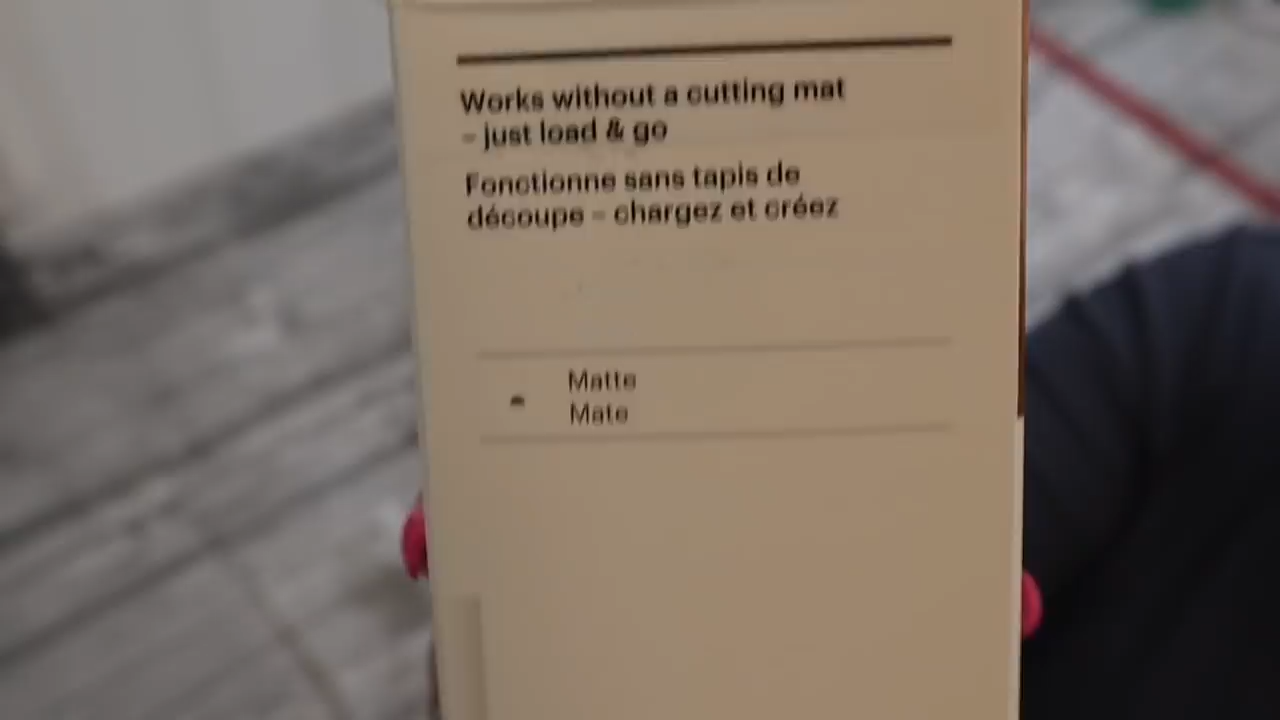 Works without a cutting mat
– just load & go
Fonctionne sans tapis de
découpe – chargez et créez
Matte
Mate